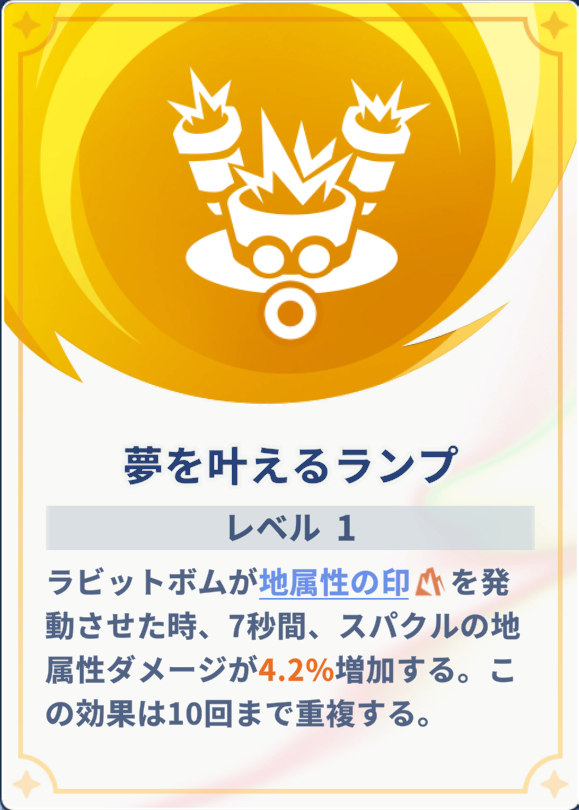 夢を叶えるランプ
レベル 1
ラビットボムが地属性の印を発
動させた時、7秒間、スパクルの地
属性ダメージが4.2%増加する。こ
の効果は10回まで重複する。